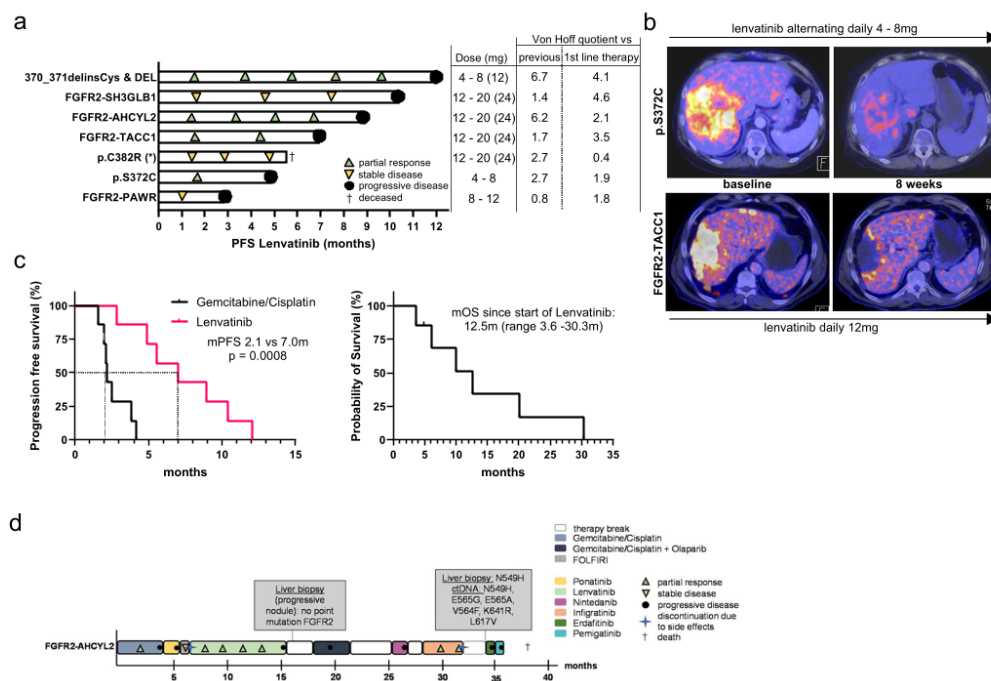 a
Von Hoff quotient vs
Dose (mg) previous 1st line therapy
370_371delinsCys & DEL 4 - 8 (12) 6.7 4.1
FGFR2-SH3GLB1 12 - 20 (24) 1.4 4.6
FGFR2-AHCYL2 12 - 20 (24) 6.2 2.1
FGFR2-TACC1 12 - 20 (24) 1.7 3.5
p.C382R (*) † 12 - 20 (24) 2.7 0.4
p.S372C 4 - 8 2.7 1.9
FGFR2-PAWR 8 - 12 0.8 1.8
partial response
stable disease
progressive disease
† deceased
0 1 2 3 4 5 6 7 8 9 10 11 12
PFS Lenvatinib (months)
b
lenvatinib alternating daily 4 - 8mg
p.S372C
F
baseline 8 weeks
FGFR2-TACC1
lenvatinib daily 12mg
c
Progression free survival (%)
100
75
50
25
0
0 5 10 15
months
Gemcitabine/Cisplatin
Lenvatinib
mPFS 2.1 vs 7.0m
p = 0.0008
Probability of Survival (%)
100
75
50
25
0
0 5 10 15 20 25 30 35
months
mOS since start of Lenvatinib:
12.5m (range 3.6 -30.3m)
d
therapy break
Gemcitabine/Cisplatin
Gemcitabine/Cisplatin + Olaparib
FOLFIRI
Ponatinib
Lenvatinib
Nintedanib
Infigratinib
Erdafitinib
Pemigatinib
partial response
stable disease
progressive disease
discontinuation due
to side effects
† death
Liver biopsy
(progressive
nodule): no point
mutation FGFR2
Liver biopsy: N549H
ctDNA: N549H,
E565G, E565A,
V564F, K641R,
L617V
FGFR2-AHCYL2
†
5 10 15 20 25 30 35 40
months